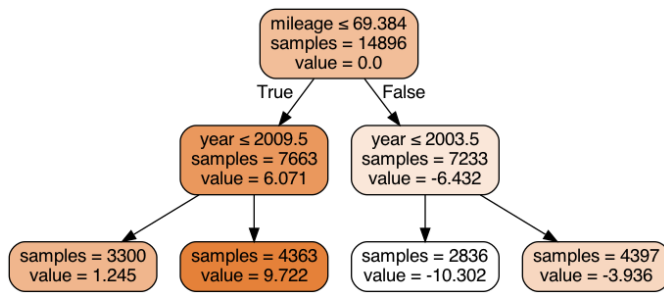 mileage ≤ 69.384
samples = 14896
value = 0.0
True
False
year ≤ 2009.5
samples = 7663
value = 6.071
year ≤ 2003.5
samples = 7233
value = -6.432
samples = 3300
value = 1.245
samples = 4363
value = 9.722
samples = 2836
value = -10.302
samples = 4397
value = -3.936